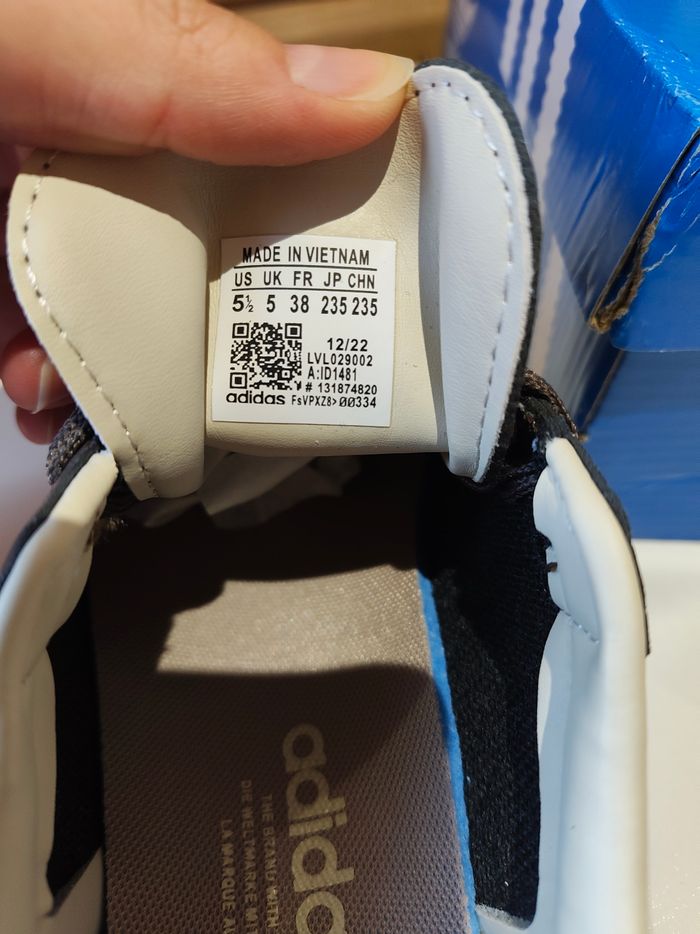 MADE IN VIETNAM
US UK FR JP CHN
5½ 5 38 235 235
12/22
LVL029002
A:ID1481
# 131874820
adidas FsVPXZ8>00334
adidas
THE BRAND WITH
DIE WELTMARKE MIT
LA MARQUE